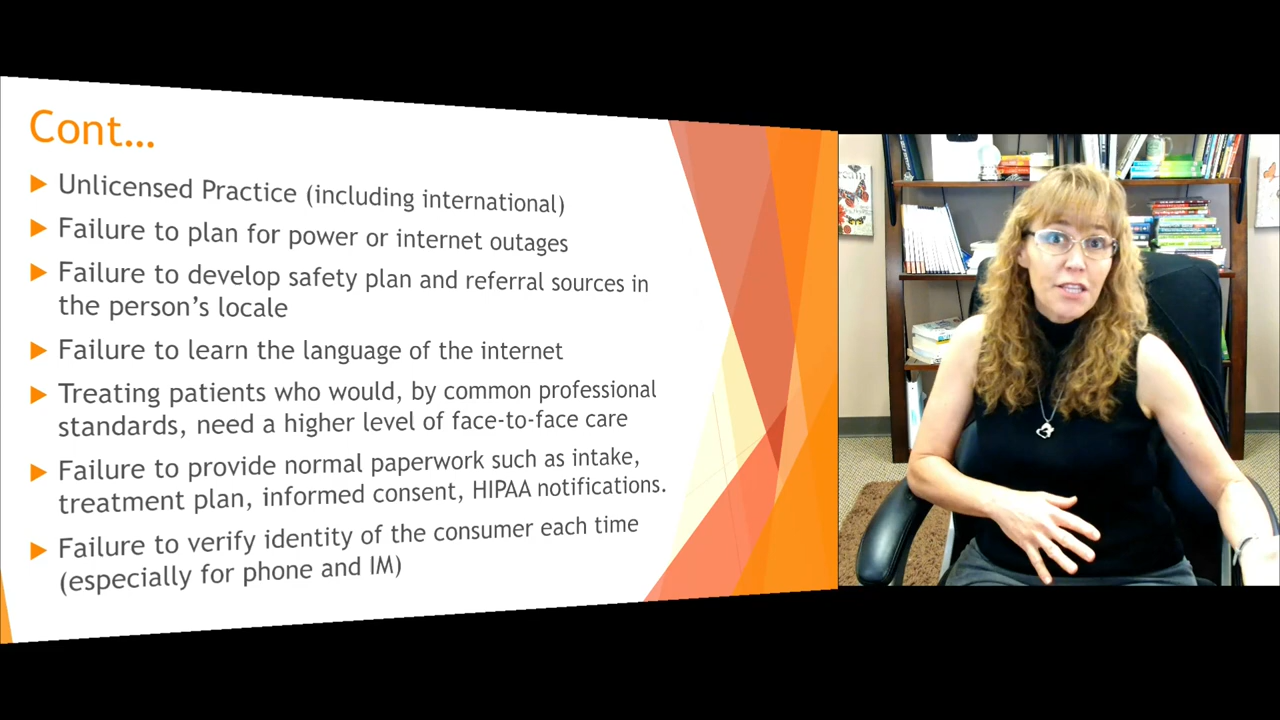 Cont…
Unlicensed Practice (including international)
Failure to plan for power or internet outages
Failure to develop safety plan and referral sources in
the person's locale
Failure to learn the language of the internet
Treating patients who would, by common professional
standards, need a higher level of face-to-face care
Failure to provide normal paperwork such as intake,
treatment plan, informed consent, HIPAA notifications.
Failure to verify identity of the consumer each time
(especially for phone and IM)